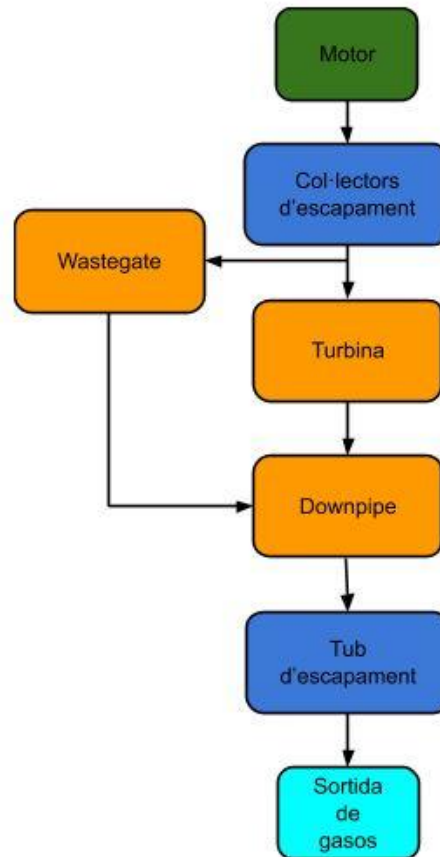 Motor
Col·lectors
d'escapament
Wastegate
Turbina
Downpipe
Tub
d'escapament
Sortida
de
gasos